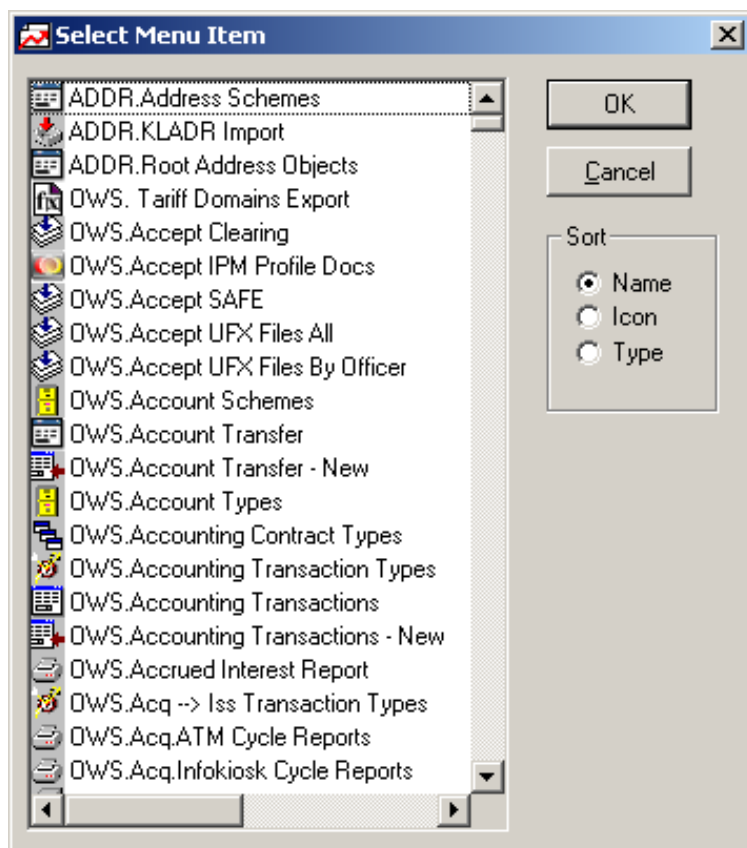 Select Menu Item
ADDR.Address Schemes
ADDR.KLADR Import
ADDR.Root Address Objects
OWS. Tariff Domains Export
OWS.Accept Clearing
OWS.Accept IPM Profile Docs
OWS.Accept SAFE
OWS.Accept UFX Files All
OWS.Accept UFX Files By Officer
OWS.Account Schemes
OWS.Account Transfer
OWS.Account Transfer - New
OWS.Account Types
OWS.Accounting Contract Types
OWS.Accounting Transaction Types
OWS.Accounting Transactions
OWS.Accounting Transactions - New
OWS.Accrued Interest Report
OWS.Acq --> Iss Transaction Types
OWS.Acq.ATM Cycle Reports
OWS.Acq.Infokiosk Cycle Reports
OK
Cancel
Sort
Name
Icon
Type